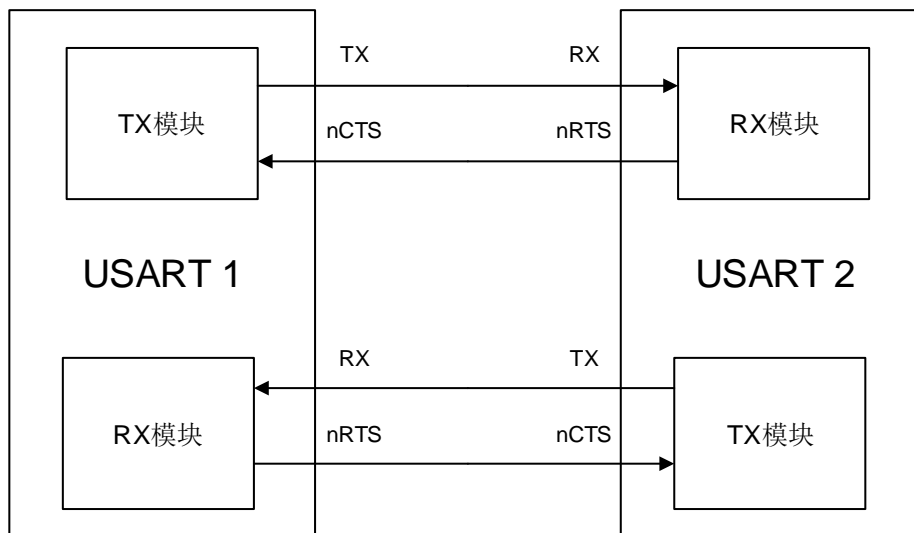 TX RX
TX模块 RX模块
nCTS nRTS
USART 1 USART 2
RX TX
RX模块 TX模块
nRTS nCTS